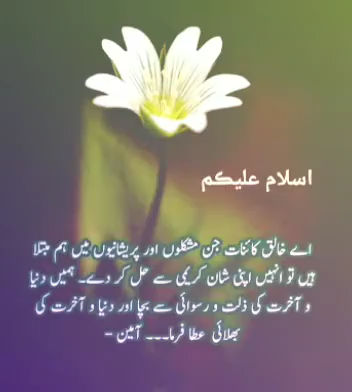 اسلام علیکم
اے خالق کائنات جن مشکلوں اور پریشانیوں میں ہم مبتلا
ہیں تو انہیں اپنی شان کریمی سے حل کر دے۔ ہمیں دنیا
و آخرت کی ذلت و رسوائی سے بچا اور دنیا و آخرت کی
بھلائی عطا فرما۔۔۔ آمین –